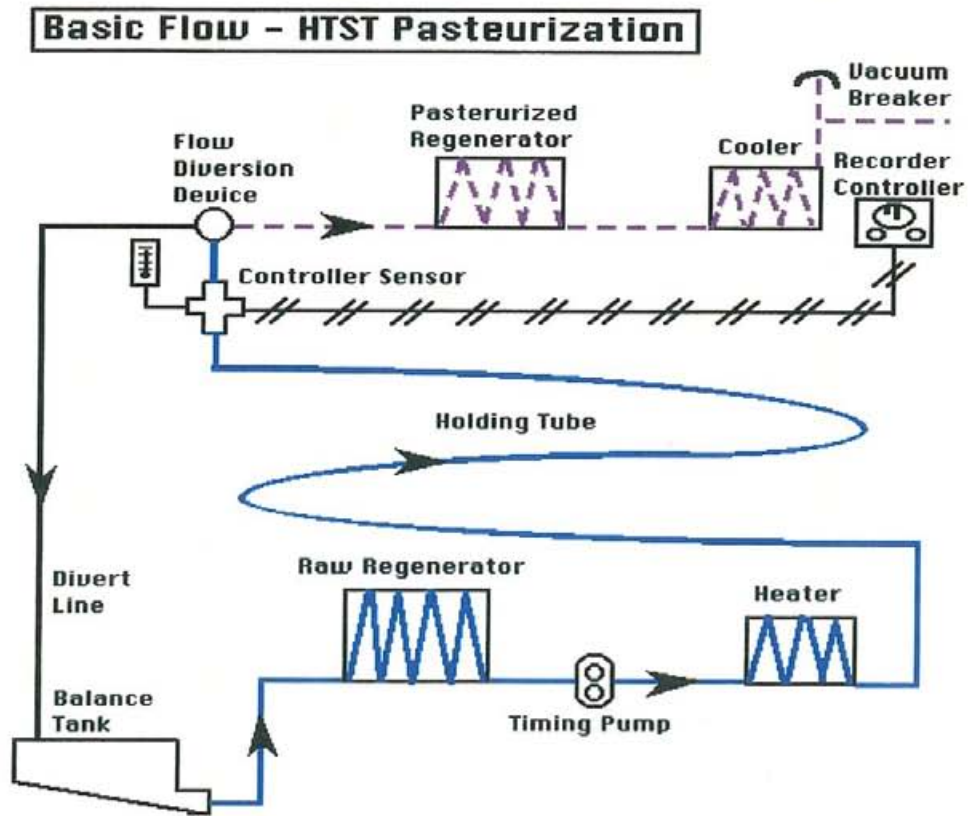 Basic Flow - HTST Pasteurization
Vacuum
Breaker
Pasterurized
Regenerator
Flow
Diversion
Device
Cooler
Recorder
Controller
Controller Sensor
Holding Tube
Raw Regenerator
Heater
Divert
Line
Balance
Tank
Timing Pump